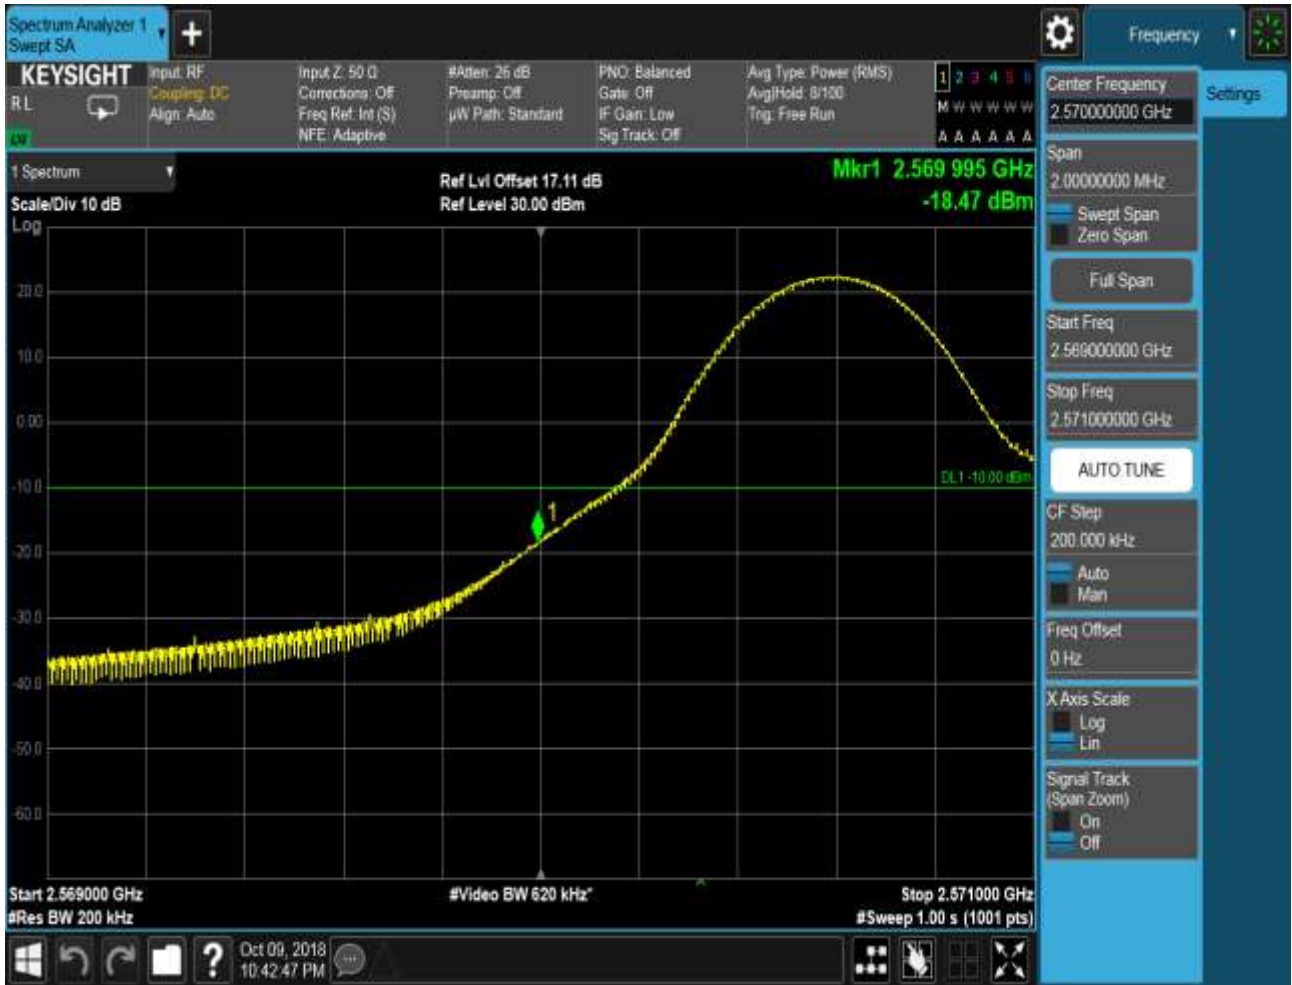 Spectrum Analyzer 1
Swept SA
Frequency
KEYSIGHT
R L
Input: RF
Coupling: DC
Align: Auto
Input Z: 50 Ω
Corrections: Off
Freq Ref: Int (S)
NFE: Adaptive
#Atten: 26 dB
Preamp: Off
µW Path: Standard
PNO: Balanced
Gate: Off
IF Gain: Low
Sig Track: Off
Avg Type: Power (RMS)
Avg|Hold: 8/100
Trig: Free Run
1 2 3 4 5 6
M W W W W W
A A A A A A
1 Spectrum
Scale/Div 10 dB
Log
Ref Lvl Offset 17.11 dB
Ref Level 30.00 dBm
Mkr1 2.569 995 GHz
-18.47 dBm
20.0
10.0
0.00
-10.0
-20.0
-30.0
-40.0
-50.0
-60.0
DL1 -10.00 dBm
1
Start 2.569000 GHz
#Res BW 200 kHz
#Video BW 620 kHz*
Stop 2.571000 GHz
#Sweep 1.00 s (1001 pts)
Center Frequency
2.570000000 GHz
Settings
Span
2.00000000 MHz
Swept Span
Zero Span
Full Span
Start Freq
2.569000000 GHz
Stop Freq
2.571000000 GHz
AUTO TUNE
CF Step
200.000 kHz
Auto
Man
Freq Offset
0 Hz
X Axis Scale
Log
Lin
Signal Track
(Span Zoom)
On
Off
?
Oct 09, 2018
10:42:47 PM